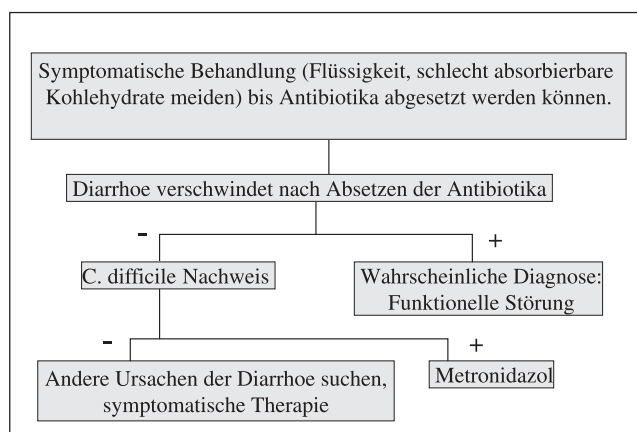 Symptomatische Behandlung (Flüssigkeit, schlecht absorbierbare
Kohlehydrate meiden) bis Antibiotika abgesetzt werden können.
Diarrhoe verschwindet nach Absetzen der Antibiotika
-
+
C. difficile Nachweis
Wahrscheinliche Diagnose:
Funktionelle Störung
-
+
Andere Ursachen der Diarrhoe suchen,
symptomatische Therapie
Metronidazol